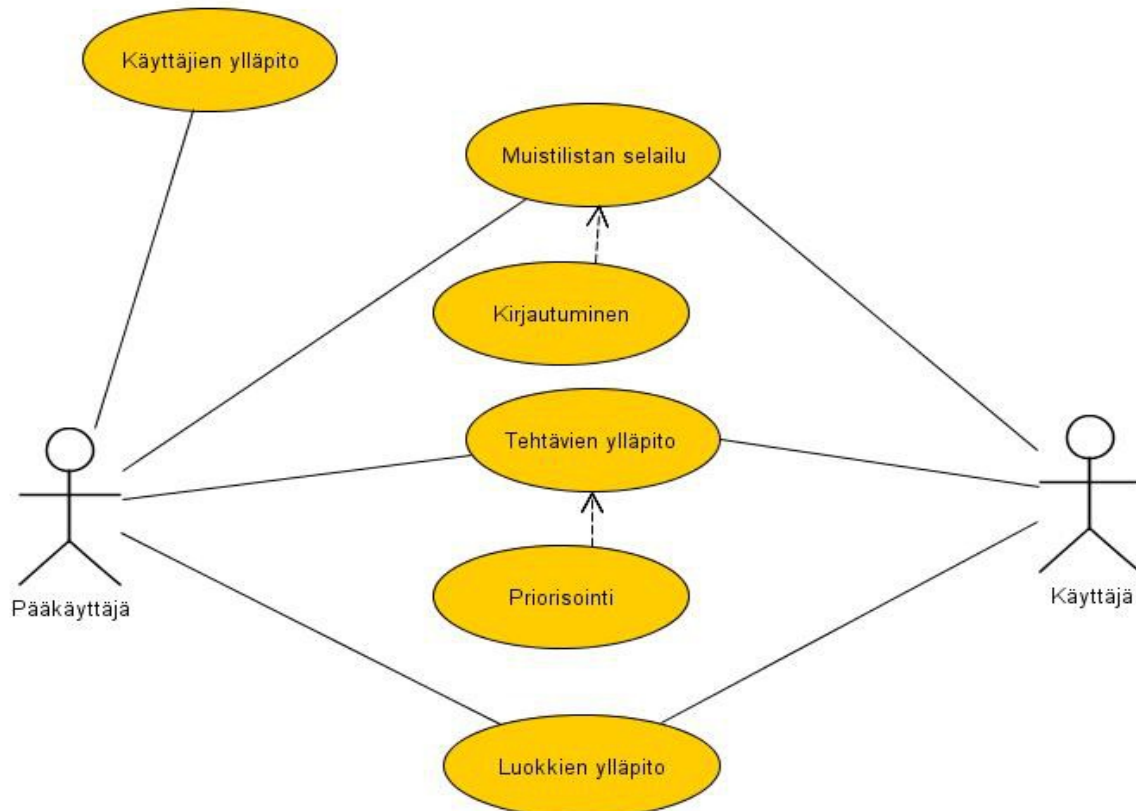 Käyttäjien ylläpito
Muistilistan selailu
Kirjautuminen
Tehtävien ylläpito
Priorisointi
Pääkäyttäjä
Käyttäjä
Luokkien ylläpito